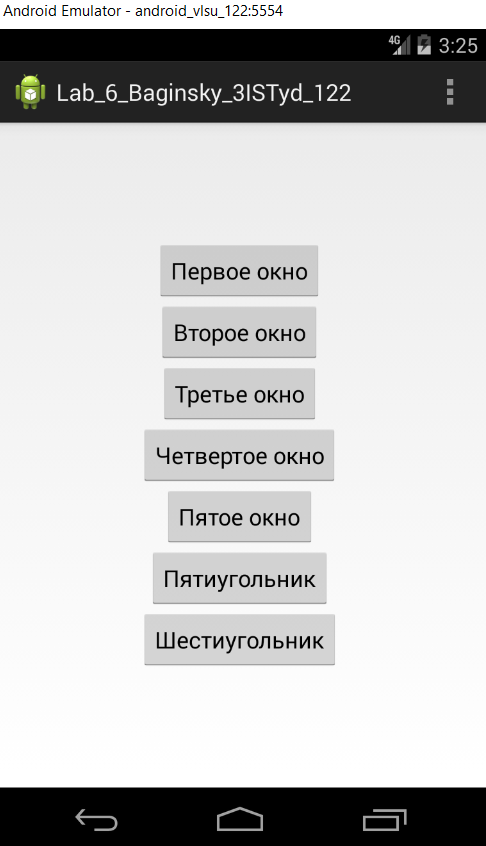 Android Emulator - android_vlsu_122:5554
4G 3:25
Lab_6_Baginsky_3ISTyd_122
Первое окно
Второе окно
Третье окно
Четвертое окно
Пятое окно
Пятиугольник
Шестиугольник